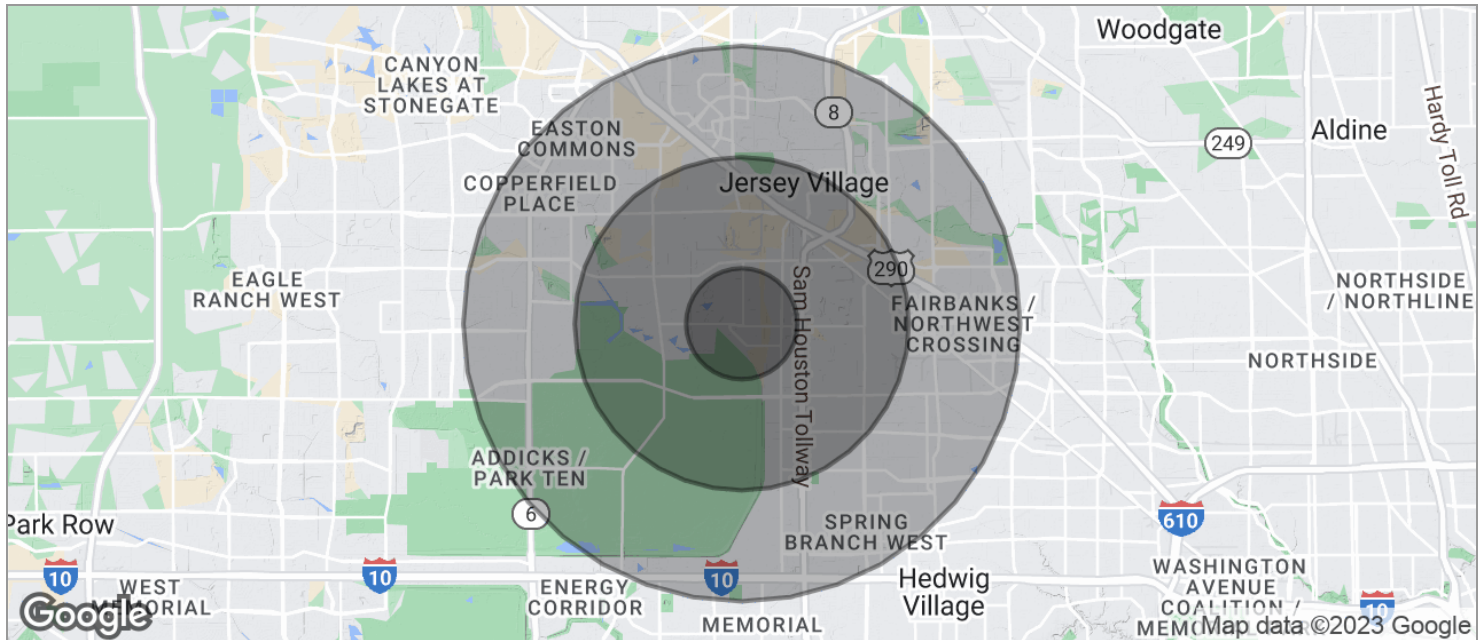 Woodgate
CANYON
LAKES AT
STONEGATE
8
Hardy Toll Rd
EASTON
COMMONS
249
Aldine
COPPERFIELD
PLACE
Jersey Village
290
EAGLE
RANCH WEST
Sam Houston Tollway
FAIRBANKS /
NORTHWEST
CROSSING
NORTHSIDE
/ NORTHLINE
NORTHSIDE
ADDICKS /
PARK TEN
6
Park Row
SPRING
BRANCH WEST
610
10
10
10
WEST
MEMORIAL
ENERGY
CORRIDOR
Hedwig
Village
MEMORIAL
WASHINGTON
AVENUE
COALITION /
10
Google
Map data ©2023 Google